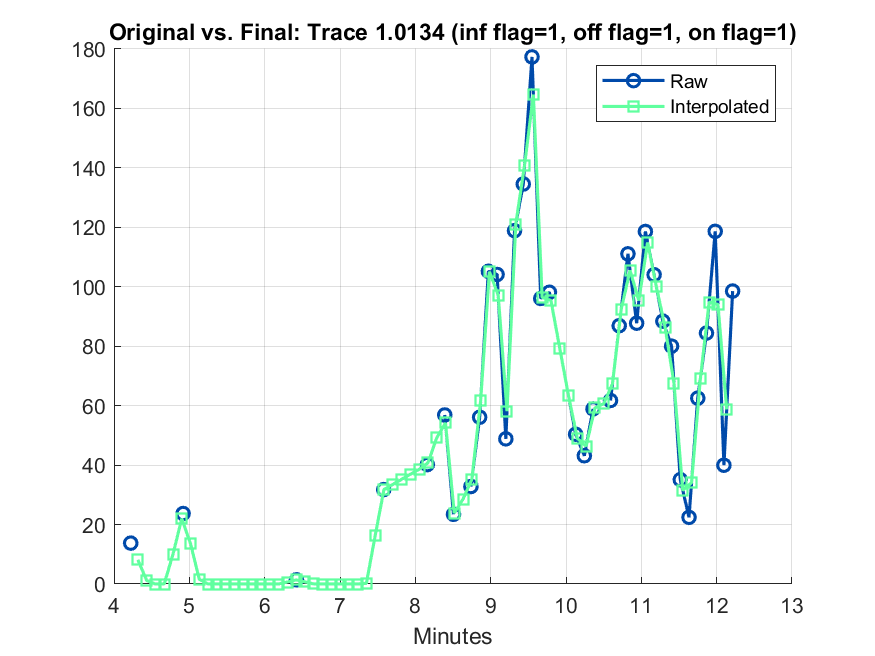 Original vs. Final: Trace 1.0134 (inf flag=1, off flag=1, on flag=1)
180
160
140
120
100
80
60
40
20
0
Raw
Interpolated
4 5 6 7 8 9 10 11 12 13
Minutes